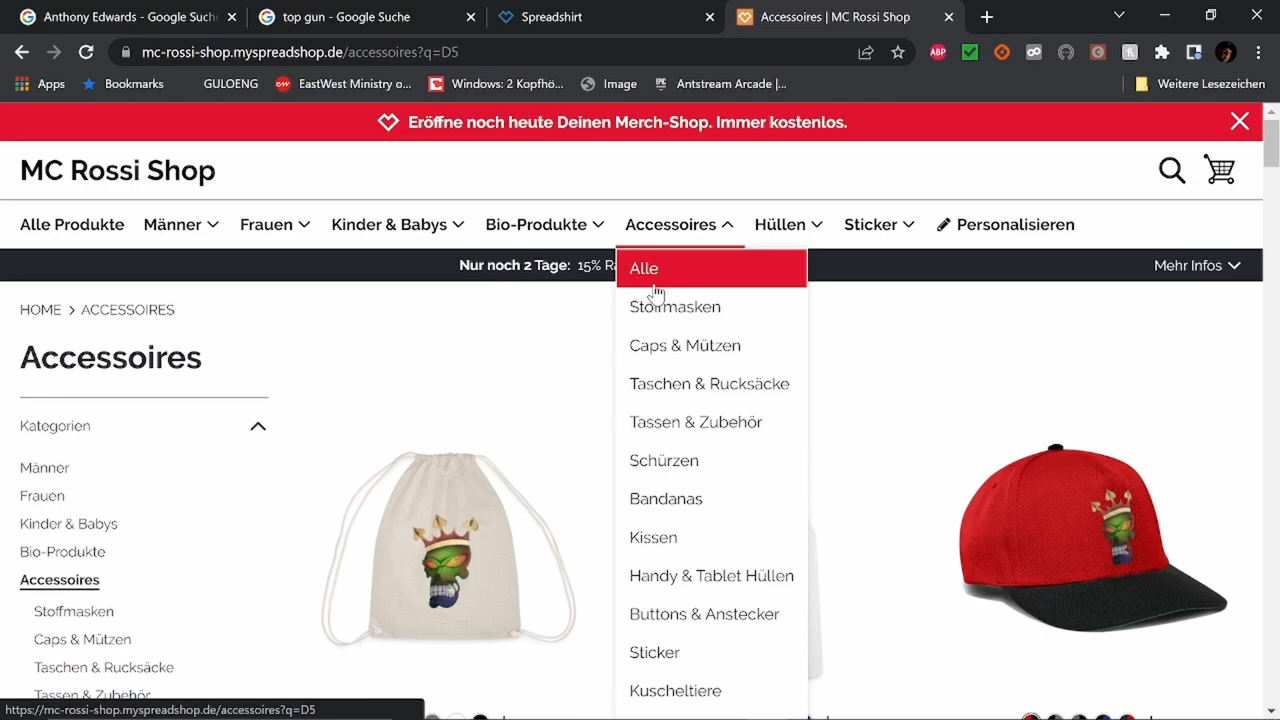 Anthony Edwards - Google Suche
top gun - Google Suche
Spreadshirt
Accessoires | MC Rossi Shop
mc-rossi-shop.myspreadshop.de/accessoires?q=D5
ABP
Apps
Bookmarks
GULOENG
EastWest Ministry o...
Windows: 2 Kopfhö...
Image
Antstream Arcade |...
Weitere Lesezeichen
Eröffne noch heute Deinen Merch-Shop. Immer kostenlos.
MC Rossi Shop
Alle Produkte Männer Frauen Kinder & Babys Bio-Produkte Accessoires Hüllen Sticker Personalisieren
Nur noch 2 Tage: 15% Ra
Mehr Infos
Alle
Stoffmasken
Caps & Mützen
Taschen & Rucksäcke
Tassen & Zubehör
Schürzen
Bandanas
Kissen
Handy & Tablet Hüllen
Buttons & Anstecker
Sticker
Kuscheltiere
HOME > ACCESSOIRES
Accessoires
Kategorien
Männer
Frauen
Kinder & Babys
Bio-Produkte
Accessoires
Stoffmasken
Caps & Mützen
Taschen & Rucksäcke
Tassen & Zubehör
https://mc-rossi-shop.myspreadshop.de/accessoires?q=D5